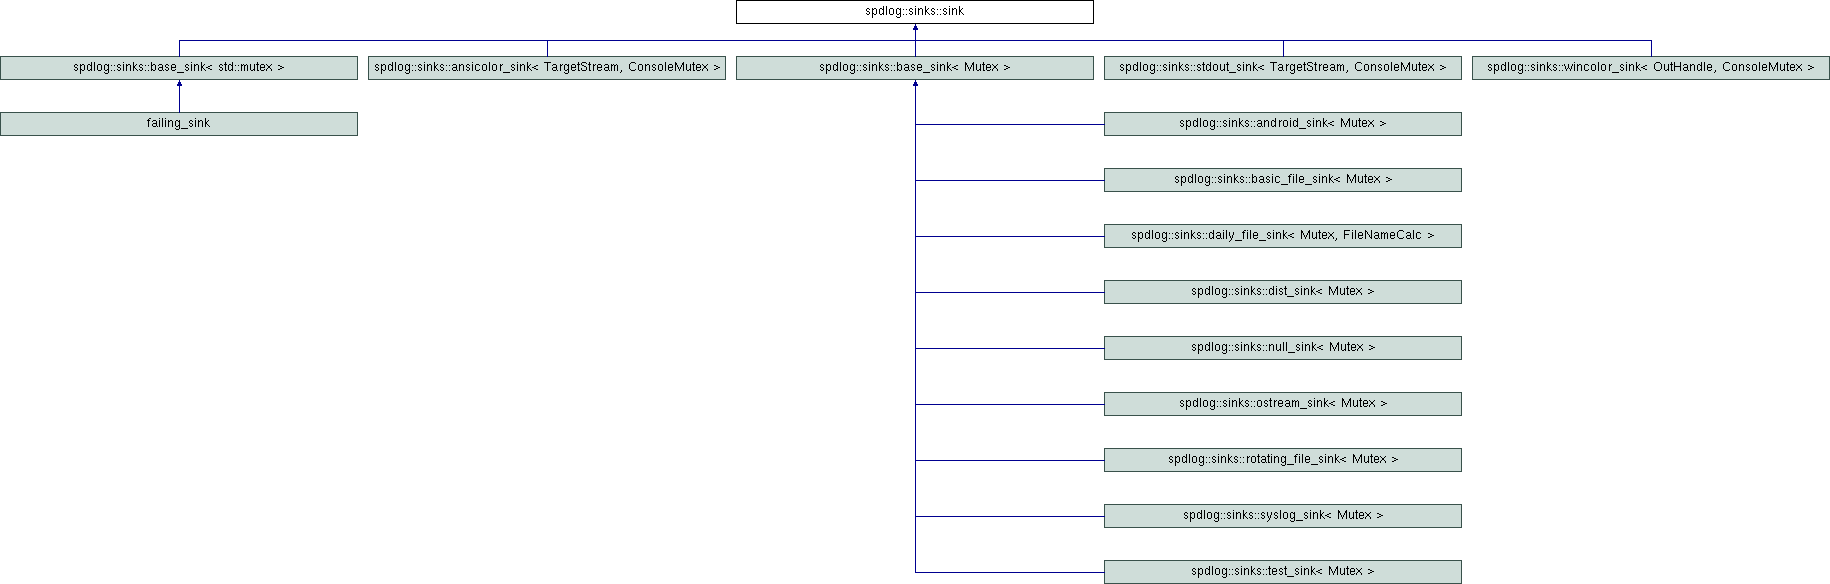 spdlog::sinks::sink
spdlog::sinks::base_sink< std::mutex >
spdlog::sinks::ansicolor_sink< TargetStream, ConsoleMutex >
spdlog::sinks::base_sink< Mutex >
spdlog::sinks::stdout_sink< TargetStream, ConsoleMutex >
spdlog::sinks::wincolor_sink< OutHandle, ConsoleMutex >
failing_sink
spdlog::sinks::android_sink< Mutex >
spdlog::sinks::basic_file_sink< Mutex >
spdlog::sinks::daily_file_sink< Mutex, FileNameCalc >
spdlog::sinks::dist_sink< Mutex >
spdlog::sinks::null_sink< Mutex >
spdlog::sinks::ostream_sink< Mutex >
spdlog::sinks::rotating_file_sink< Mutex >
spdlog::sinks::syslog_sink< Mutex >
spdlog::sinks::test_sink< Mutex >